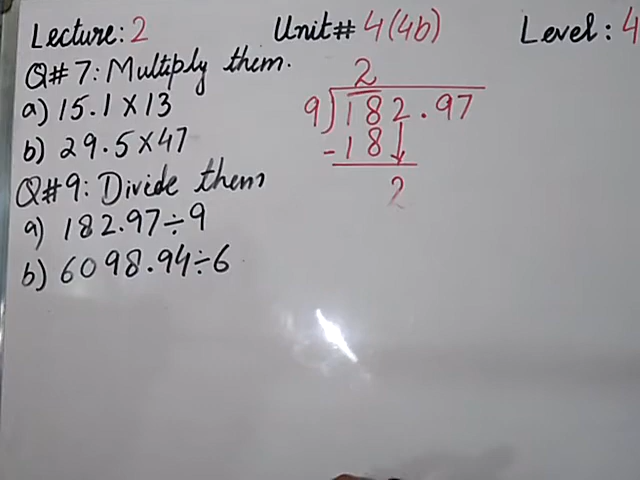 Lecture: 2 Unit# 4(4b) Level: 4
Q#7: Multiply them.
a) 15.1×13
b) 29.5×47
Q#9: Divide them
a) 182.97÷9
b) 6098.94÷6
2
9)182.97
-18
2